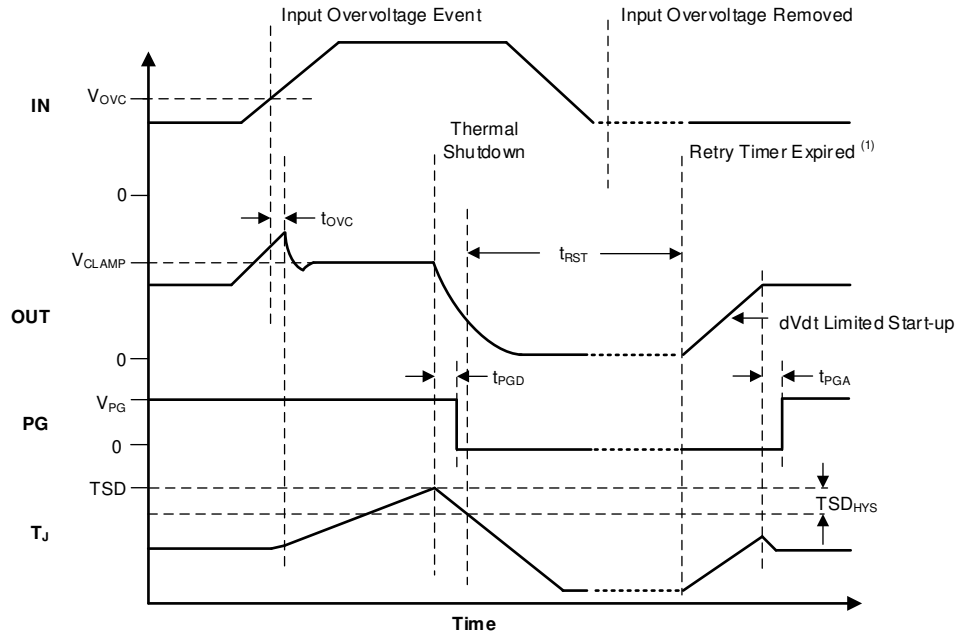 Input Overvoltage Event
Input Overvoltage Removed
IN
VOVC
Thermal
Shutdown
Retry Timer Expired (1)
0
tOVC
VCLAMP
tRST
OUT
dVdt Limited Start-up
0
tPGD
tPGA
VPG
PG
0
TSD
TSDHYS
TJ
Time